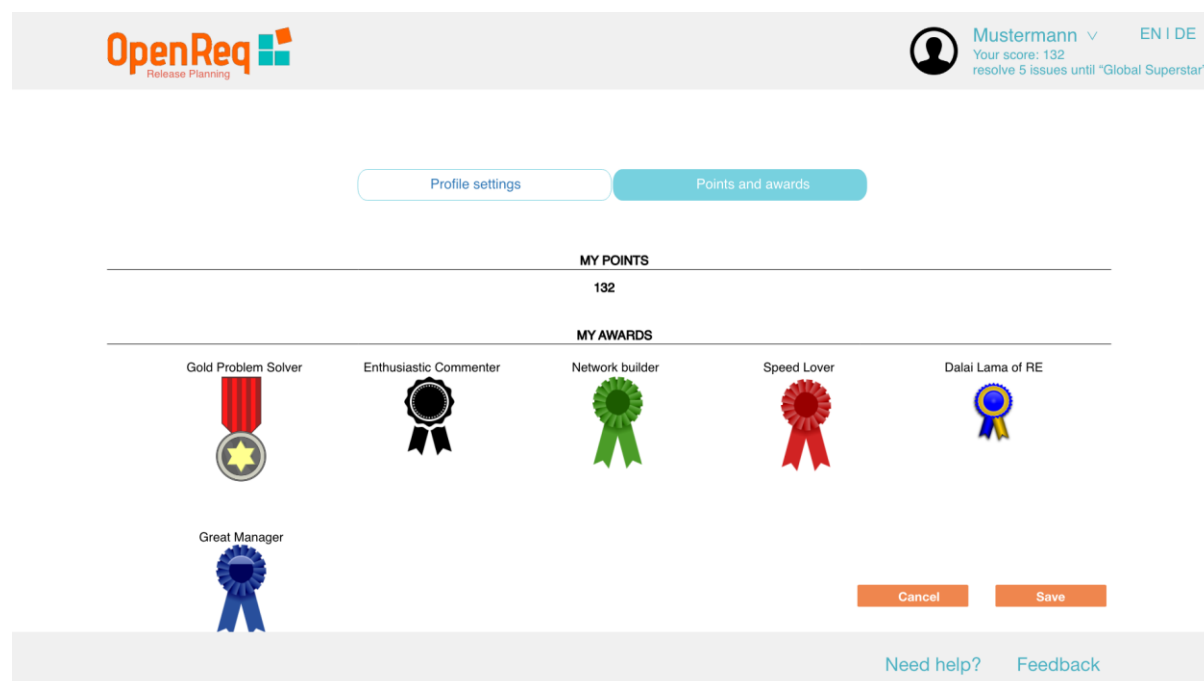 OpenReq
Release Planning
Mustermann
EN I DE
Your score: 132
resolve 5 issues until "Global Superstar"
Profile settings
Points and awards
MY POINTS
132
MY AWARDS
Gold Problem Solver
Enthusiastic Commenter
Network builder
Speed Lover
Dalai Lama of RE
Great Manager
Cancel
Save
Need help?
Feedback